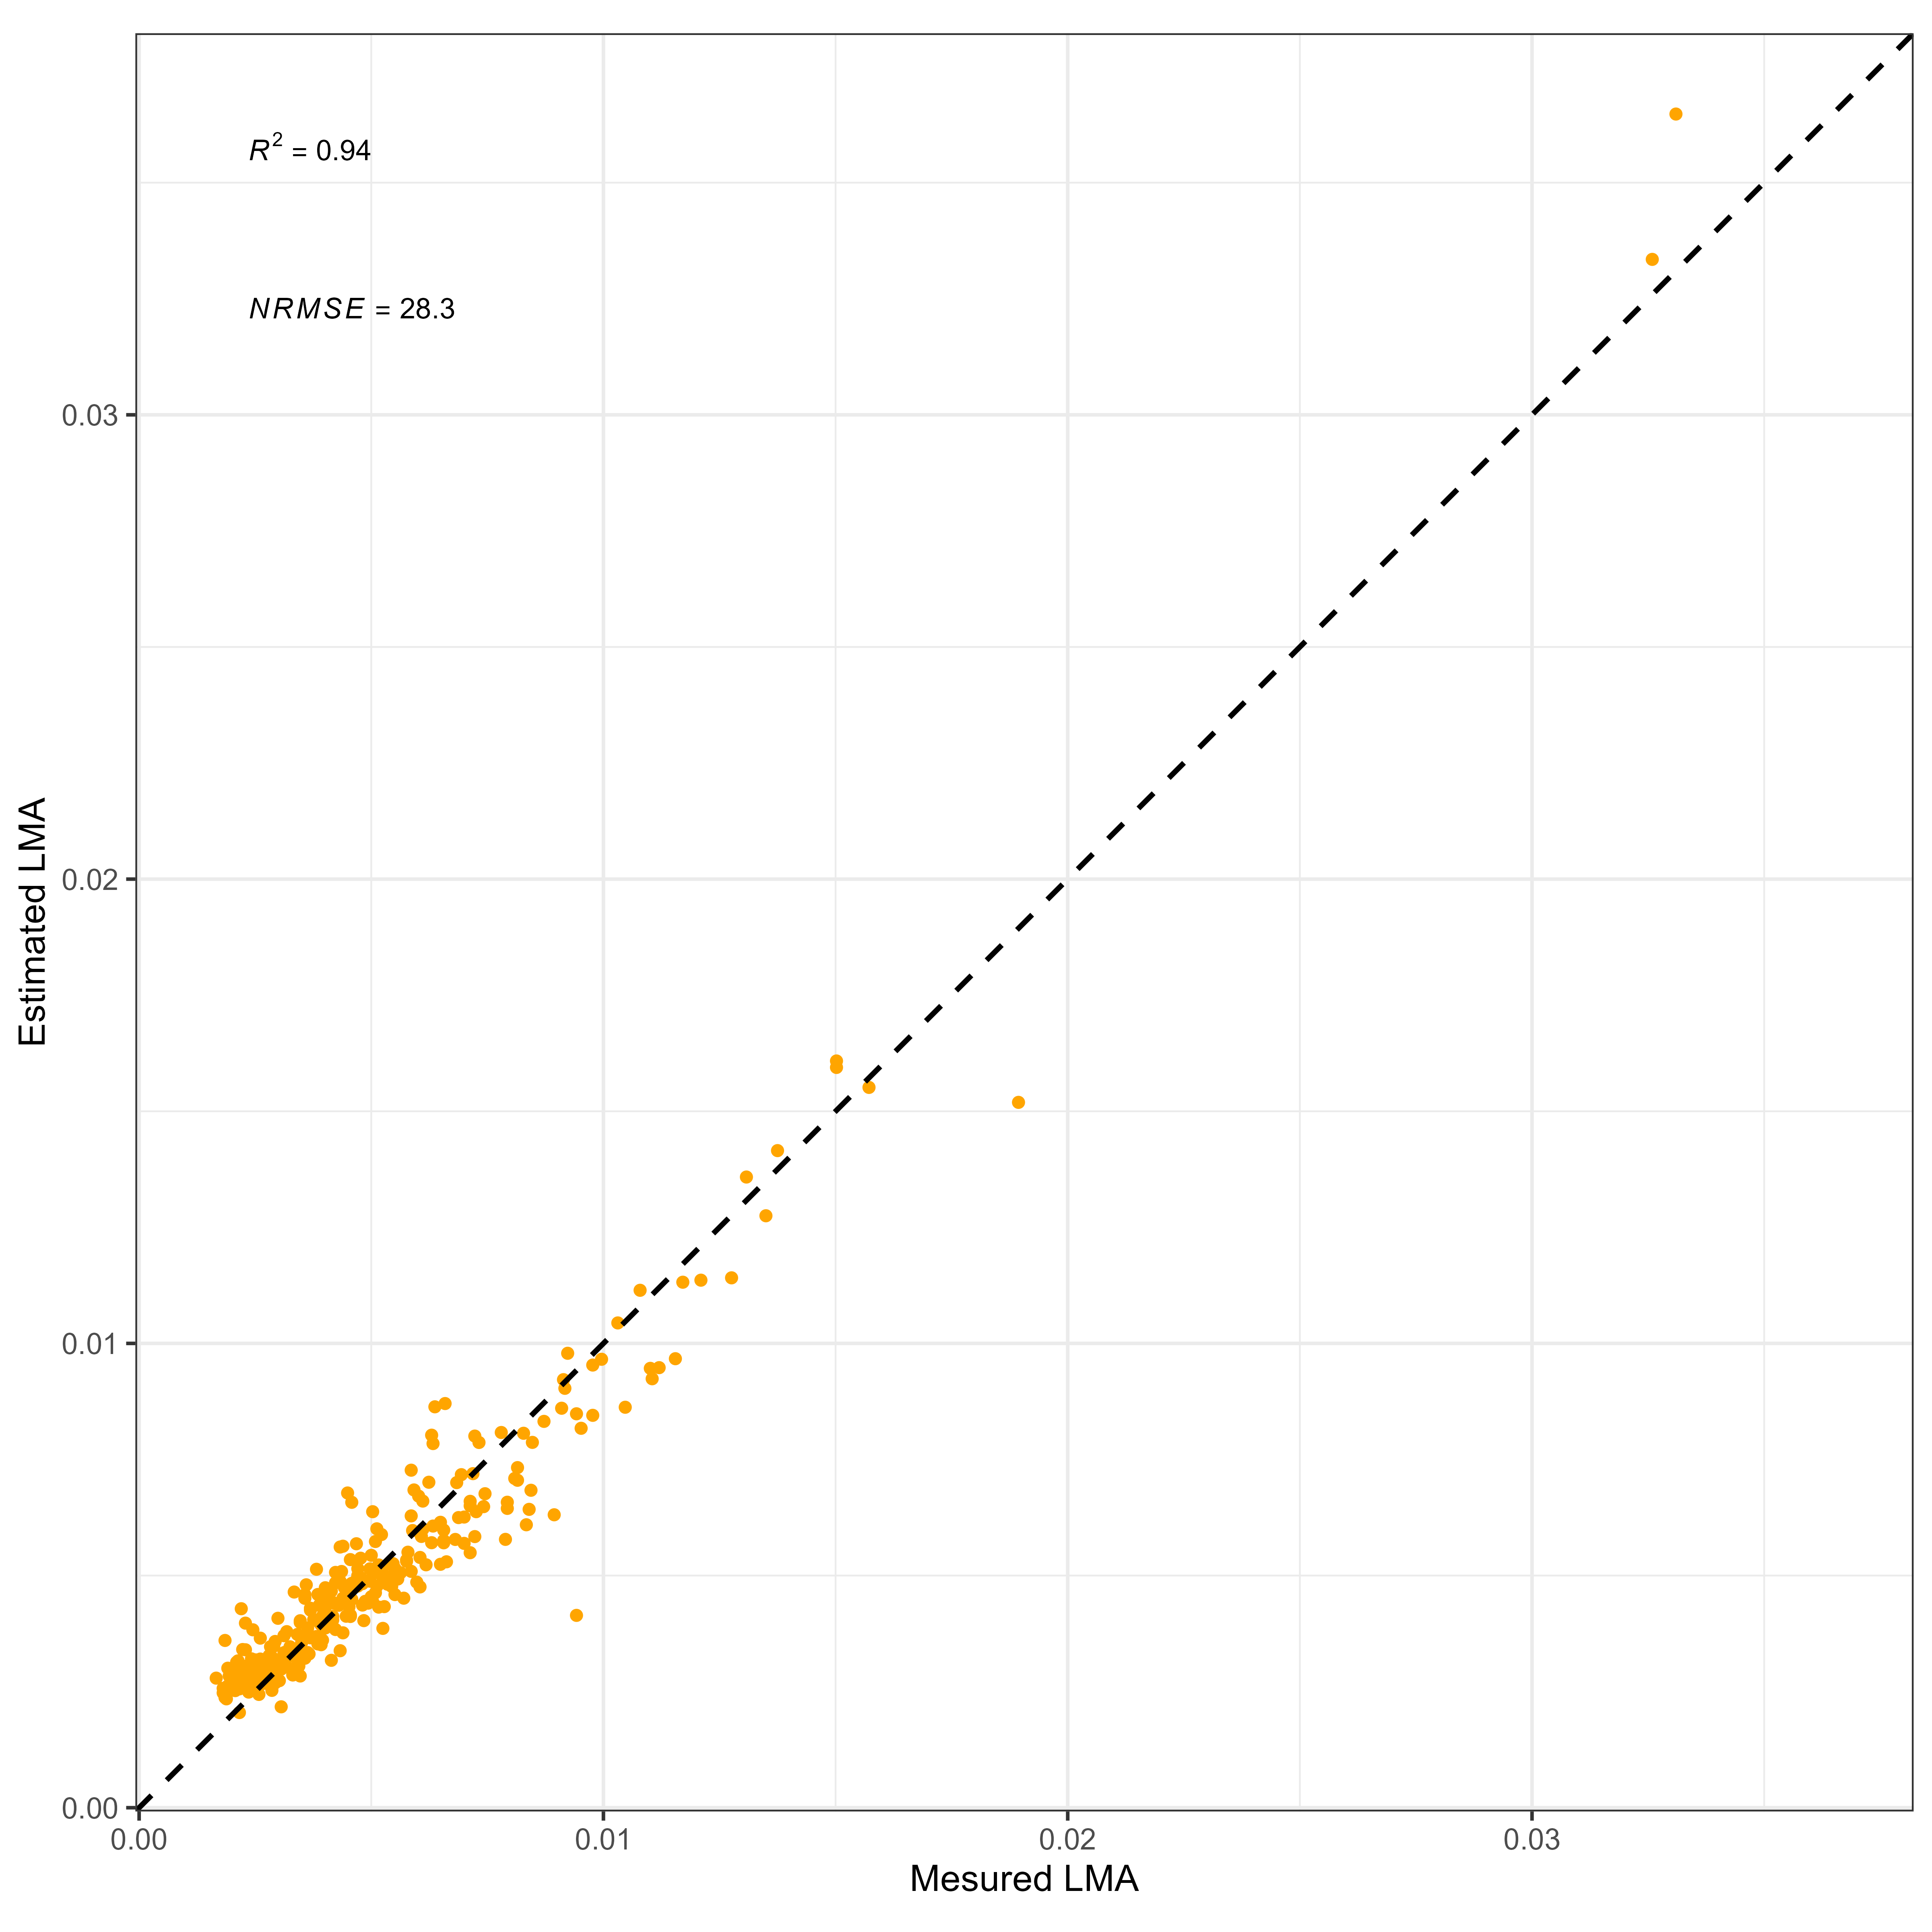 R² = 0.94
NRMSE = 28.3
Estimated LMA
0.03
0.02
0.01
0.00
0.00 0.01 0.02 0.03
Mesured LMA